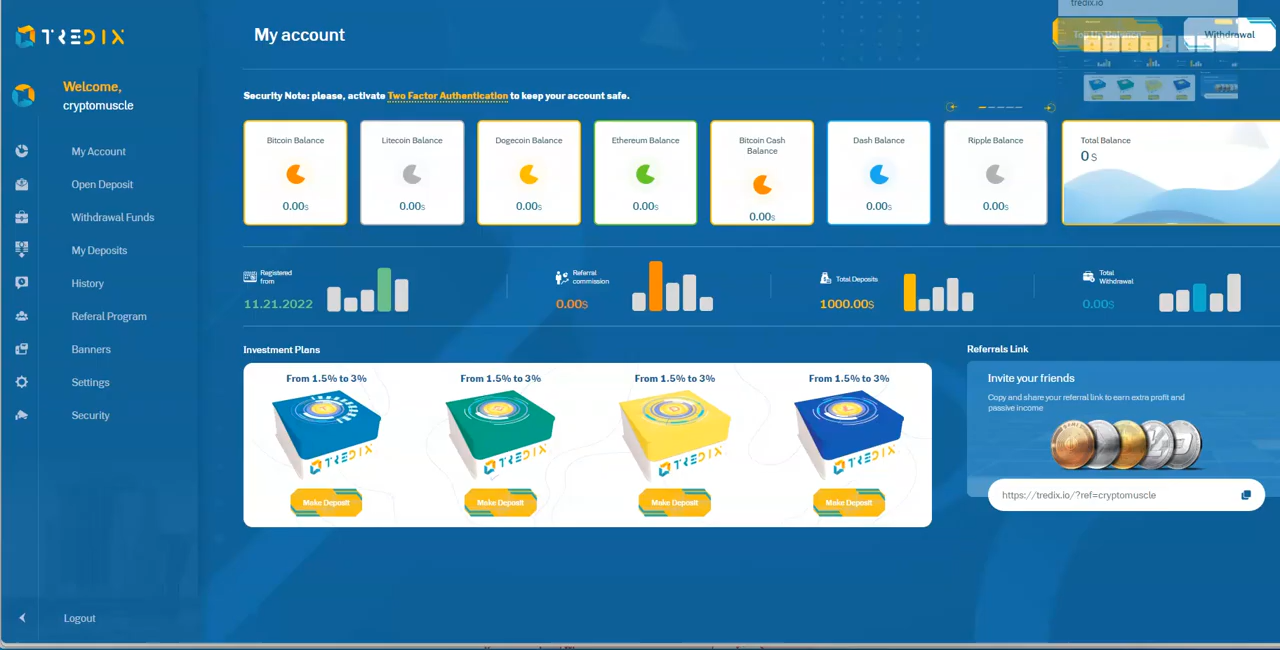 tredix.io
TREDIX
My account
Withdrawal
Welcome,
cryptomuscle
Security Note: please, activate Two Factor Authentication to keep your account safe.
My Account
Open Deposit
Withdrawal Funds
My Deposits
History
Referal Program
Banners
Settings
Security
Logout
Bitcoin Balance
0.00$
Litecoin Balance
0.00$
Dogecoin Balance
0.00$
Ethereum Balance
0.00$
Bitcoin Cash
Balance
0.00$
Dash Balance
0.00$
Ripple Balance
0.00$
Total Balance
0 $
Registered
from
11.21.2022
Referral
commission
0.00$
Total Deposits
1000.00$
Total
Withdrawal
0.00$
Investment Plans
From 1.5% to 3%
TREDIX
Make Deposit
From 1.5% to 3%
TREDIX
Make Deposit
From 1.5% to 3%
TREDIX
Make Deposit
From 1.5% to 3%
TREDIX
Make Deposit
Referrals Link
Invite your friends
Copy and share your referral link to earn extra profit and
passive income
https://tredix.io/?ref=cryptomuscle